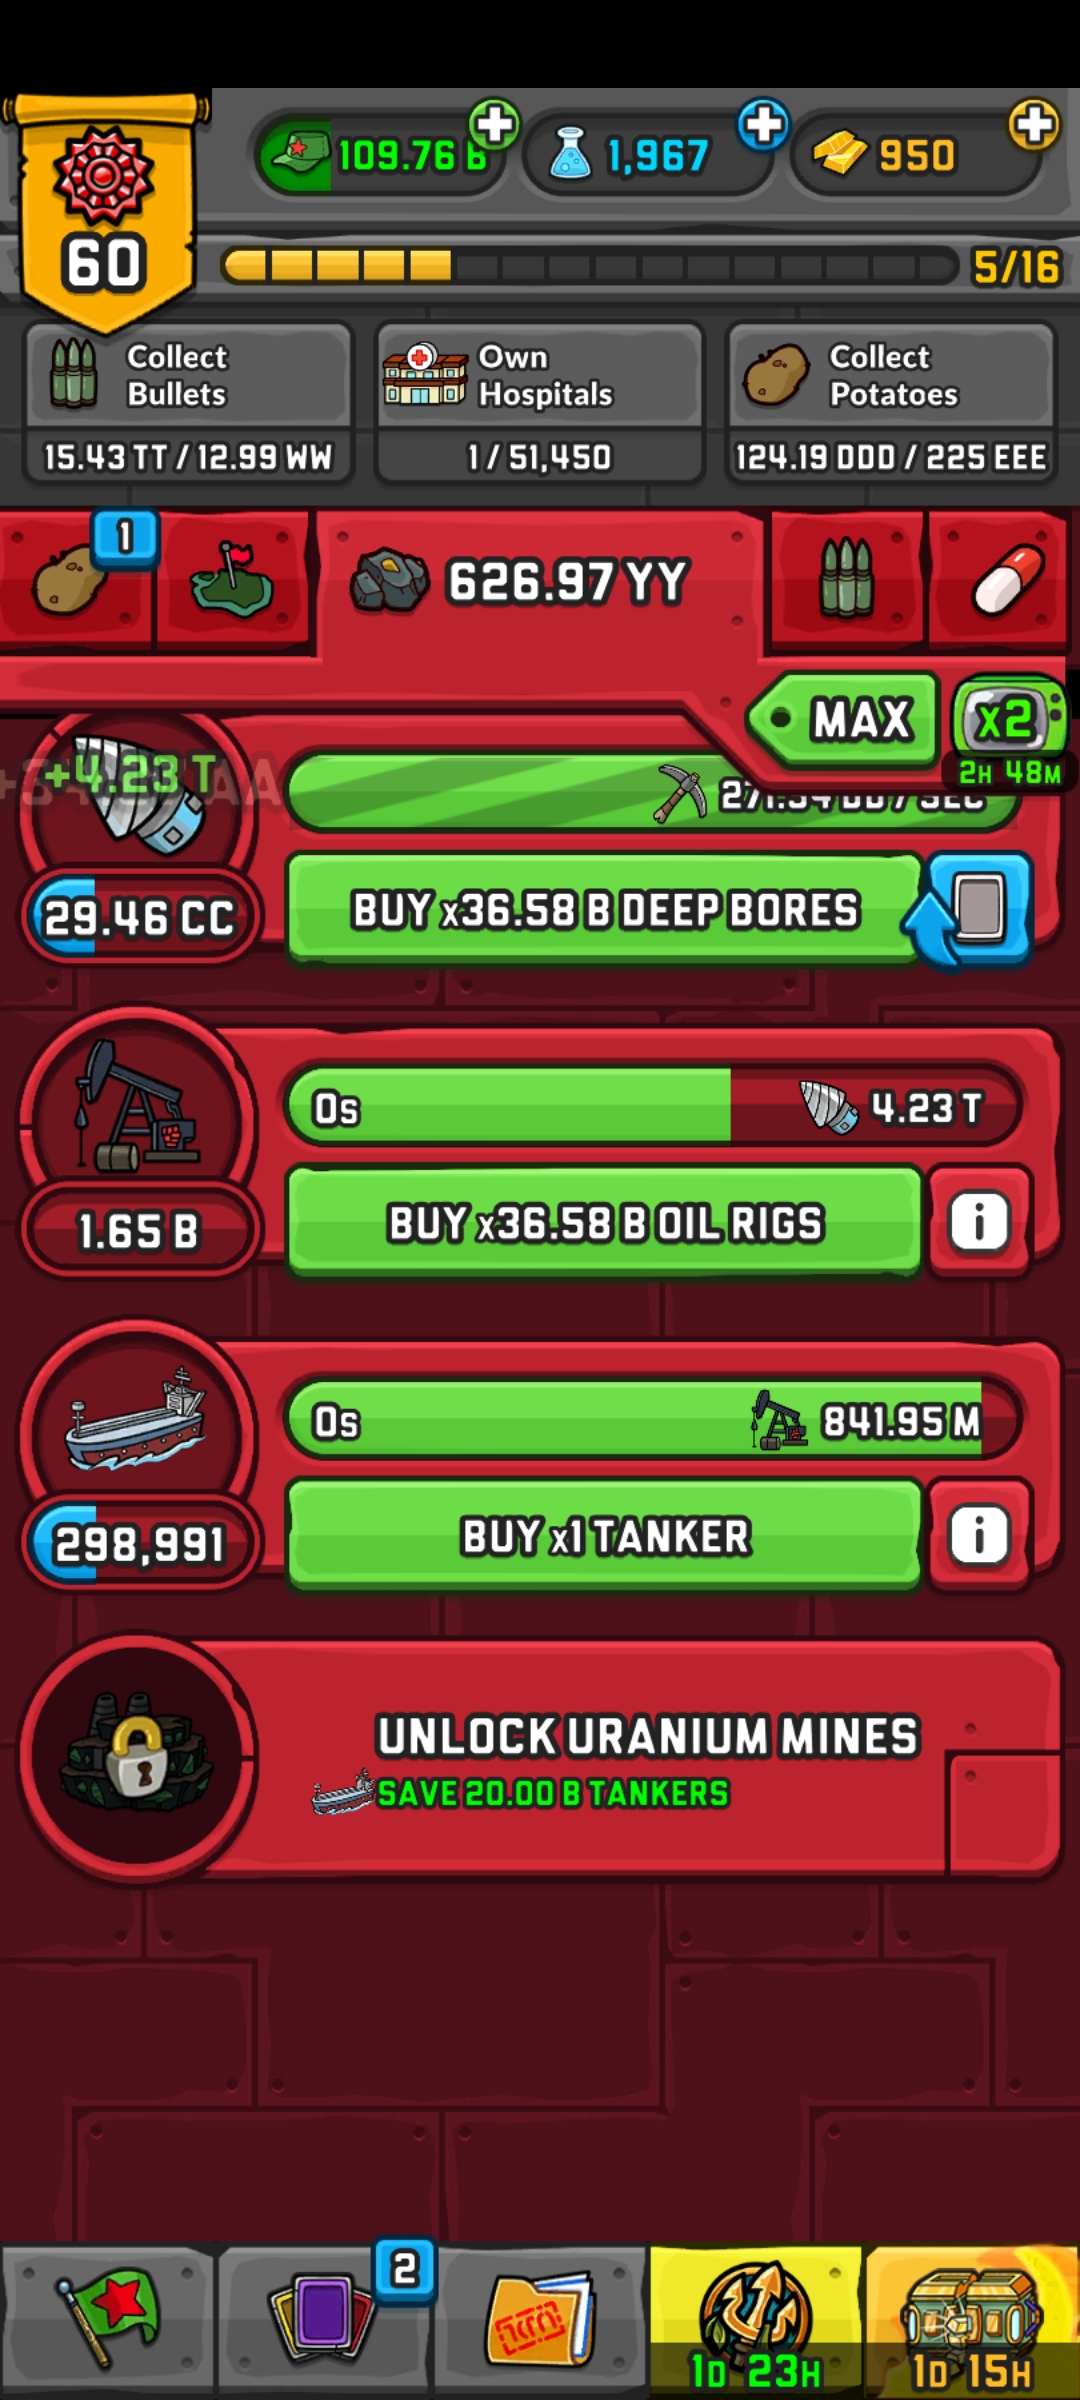 109.76 B
1,967
950
60
5/16
Collect
Bullets
15.43 TT / 12.99 WW
Own
Hospitals
1 / 51,450
Collect
Potatoes
124.19 DDD / 225 EEE
1
626.97 YY
MAX
x2
2H 48M
+4.23 T
29.46 CC
BUY x36.58 B DEEP BORES
0s
4.23 T
1.65 B
BUY x36.58 B OIL RIGS
i
0s
841.95 M
298,991
BUY x1 TANKER
i
UNLOCK URANIUM MINES
SAVE 20.00 B TANKERS
2
1D 23H
1D 15H